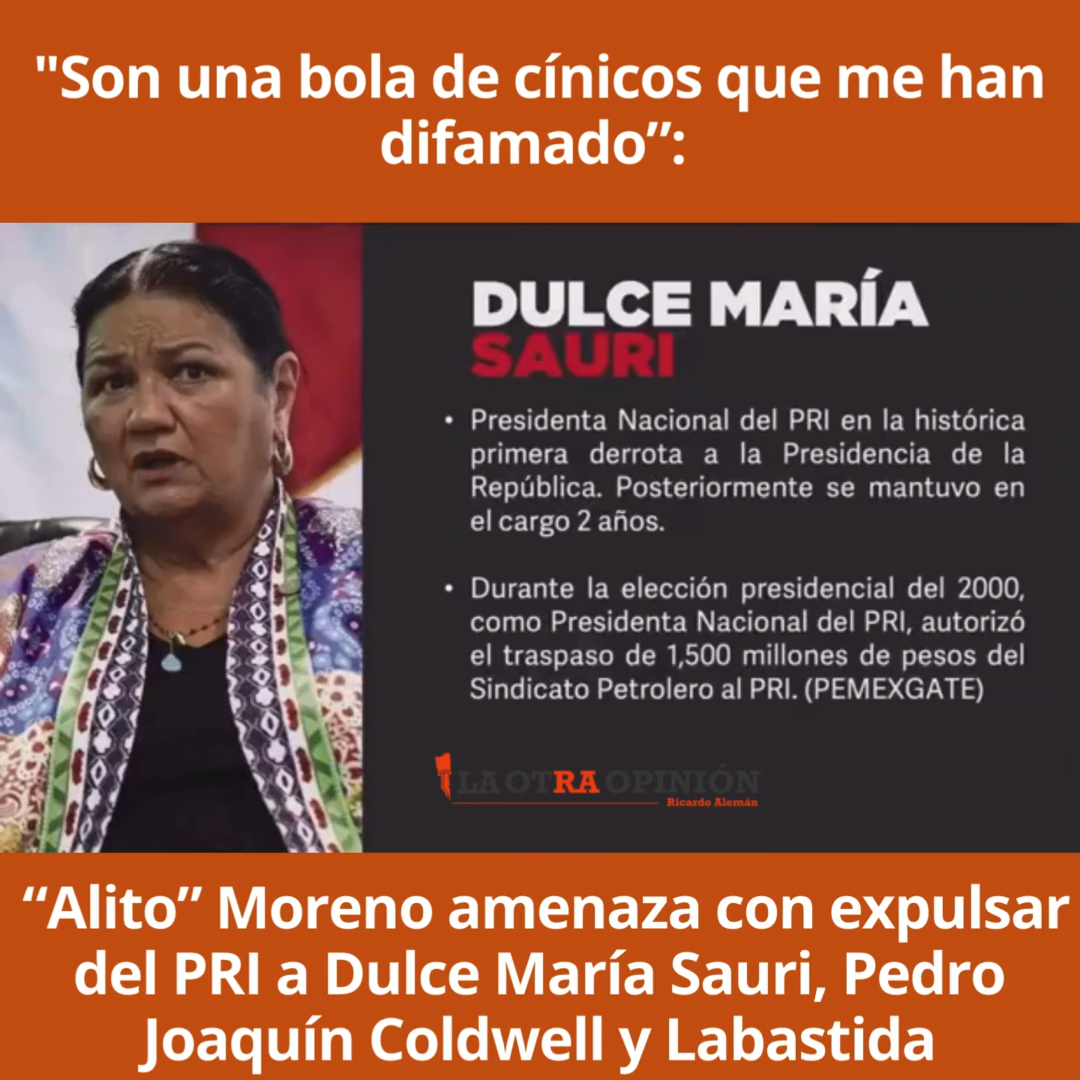 "Son una bola de cínicos que me han
difamado”:
DULCE MARÍA
SAURI
• Presidenta Nacional del PRI en la histórica
primera derrota a la Presidencia de la
República. Posteriormente se mantuvo en
el cargo 2 años.
• Durante la elección presidencial del 2000,
como Presidenta Nacional del PRI, autorizó
el traspaso de 1,500 millones de pesos del
Sindicato Petrolero al PRI. (PEMEXGATE)
LA OTRA OPINIÓN
Ricardo Alemán
“Alito” Moreno amenaza con expulsar
del PRI a Dulce María Sauri, Pedro
Joaquín Coldwell y Labastida